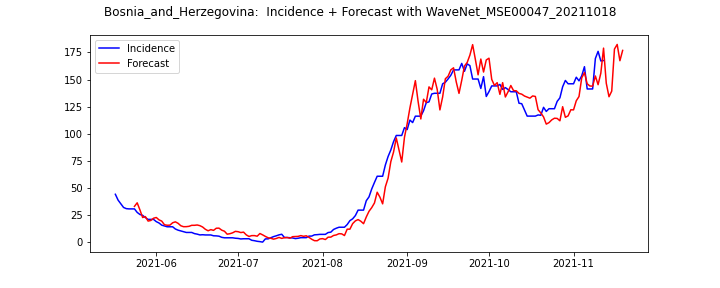 Bosnia_and_Herzegovina:  Incidence + Forecast with WaveNet_MSE00047_20211018
Incidence
Forecast
175
150
125
100
75
50
25
0
2021-06 2021-07 2021-08 2021-09 2021-10 2021-11